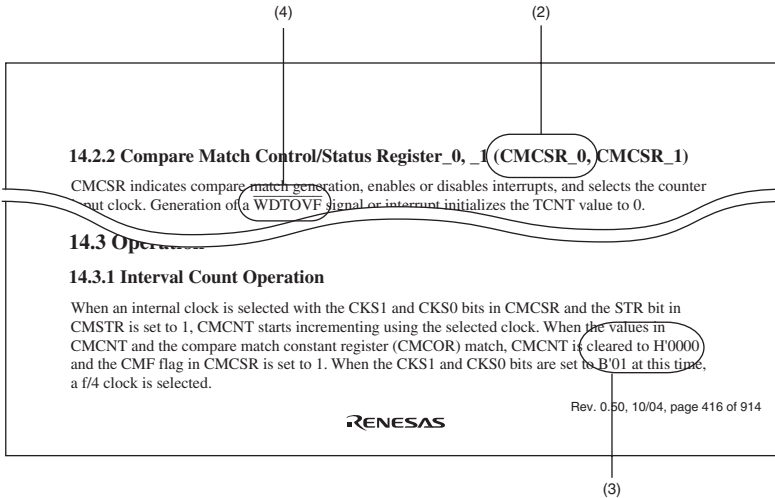 (4) (2)
14.2.2 Compare Match Control/Status Register_0, _1 (CMCSR_0, CMCSR_1)
CMCSR indicates compare match generation, enables or disables interrupts, and selects the counter
input clock. Generation of a WDTOVF signal or interrupt initializes the TCNT value to 0.
14.3 Operation
14.3.1 Interval Count Operation
When an internal clock is selected with the CKS1 and CKS0 bits in CMCSR and the STR bit in
CMSTR is set to 1, CMCNT starts incrementing using the selected clock. When the values in
CMCNT and the compare match constant register (CMCOR) match, CMCNT is cleared to H'0000
and the CMF flag in CMCSR is set to 1. When the CKS1 and CKS0 bits are set to B'01 at this time,
a f/4 clock is selected.
Rev. 0.50, 10/04, page 416 of 914
RENESAS
(3)